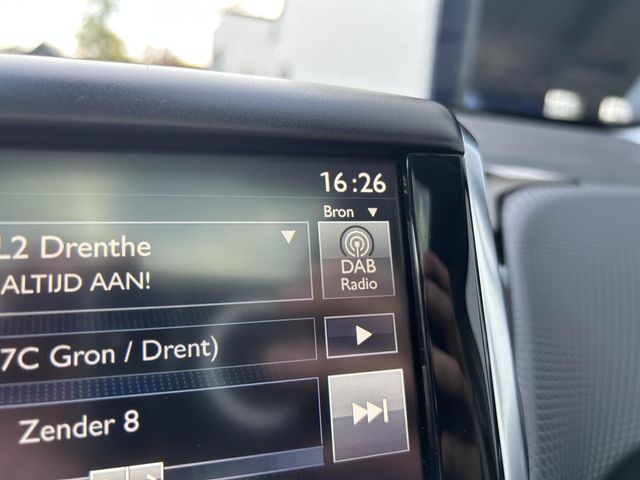 16:26
Bron
L2 Drenthe
ALTIJD AAN!
DAB
Radio
7C Gron / Drent)
Zender 8